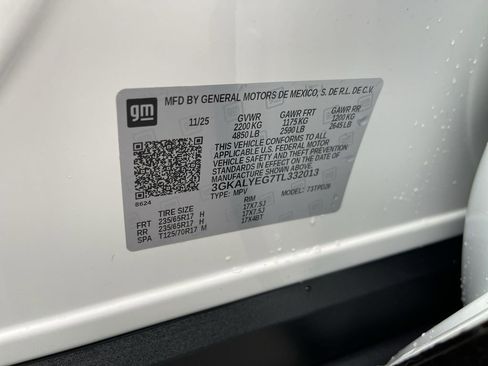 gm
MFD BY GENERAL MOTORS DE MEXICO, S. DE R.L. DE C.V.
11/25 GVWR GAWR FRT GAWR RR
2200 KG 1175 KG 1200 KG
4850 LB 2590 LB 2645 LB
THIS VEHICLE CONFORMS TO ALL
APPLICABLE U.S. FEDERAL MOTOR
VEHICLE SAFETY AND THEFT
PREVENTION STANDARDS IN EFFECT
ON THE DATE OF
MANUFACTURE SHOWN ABOVE.
3GKALYEG7TL332013
8624 TYPE: MPV MODEL:
TIRE SIZE RIM
FRT 235/65R17 H 17X7.5J
RR 235/65R17 H 17X7.5J
SPA T125/70R17 M 17X4BT